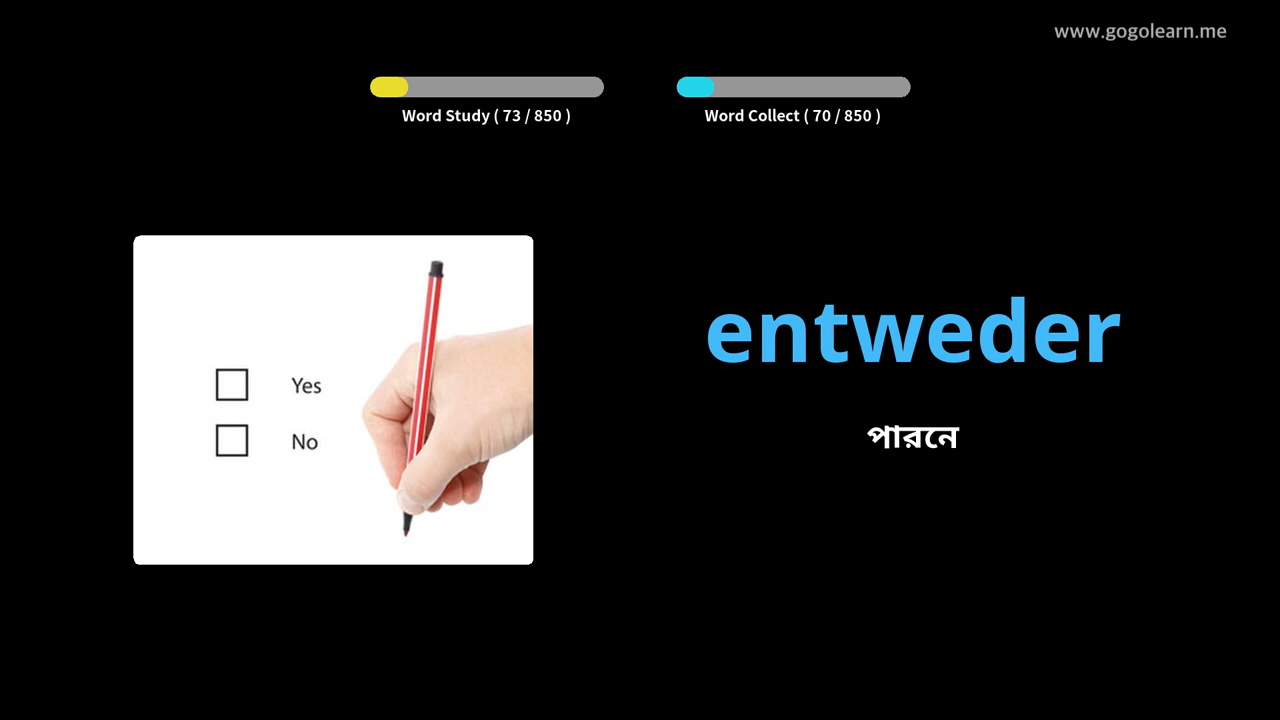 www.gogolearn.me
Word Study ( 73 / 850 )
Word Collect ( 70 / 850 )
Yes
No
entweder
পারনে